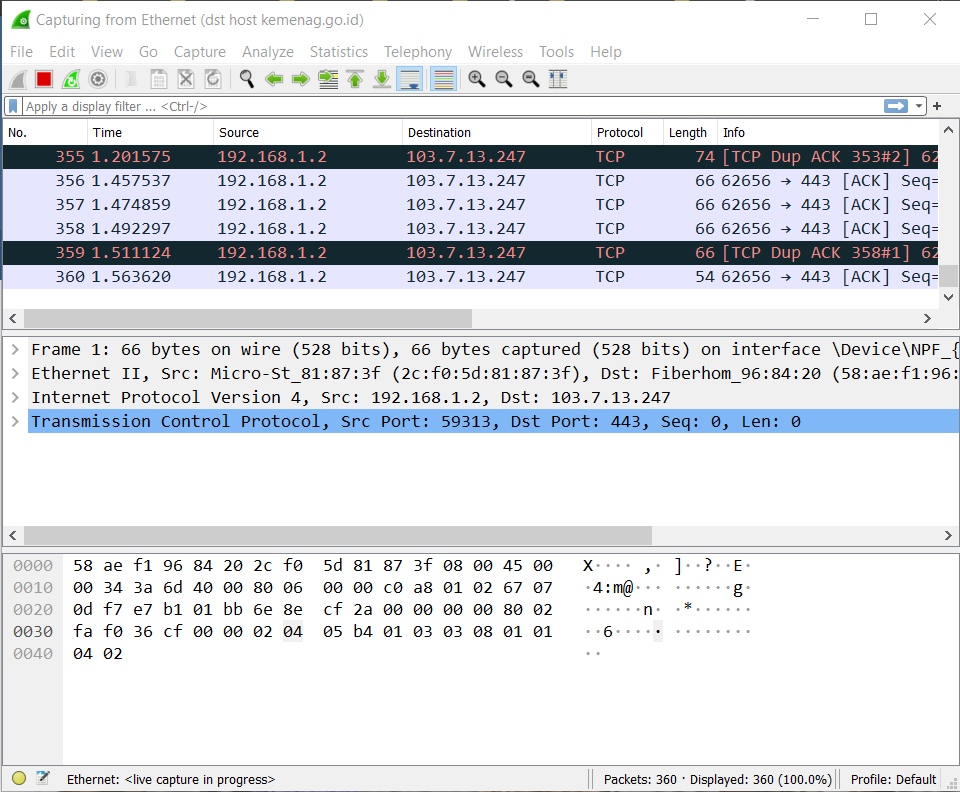 Capturing from Ethernet (dst host kemenag.go.id)
File Edit View Go Capture Analyze Statistics Telephony Wireless Tools Help
Apply a display filter ... <Ctrl-/>
No. Time Source Destination Protocol Length Info
355 1.201575 192.168.1.2 103.7.13.247 TCP 74 [TCP Dup ACK 353#2] 62
356 1.457537 192.168.1.2 103.7.13.247 TCP 66 62656 → 443 [ACK] Seq=
357 1.474859 192.168.1.2 103.7.13.247 TCP 66 62656 → 443 [ACK] Seq=
358 1.492297 192.168.1.2 103.7.13.247 TCP 66 62656 → 443 [ACK] Seq=
359 1.511124 192.168.1.2 103.7.13.247 TCP 66 [TCP Dup ACK 358#1] 62
360 1.563620 192.168.1.2 103.7.13.247 TCP 54 62656 → 443 [ACK] Seq=
Frame 1: 66 bytes on wire (528 bits), 66 bytes captured (528 bits) on interface \Device\NPF_{
Ethernet II, Src: Micro-St_81:87:3f (2c:f0:5d:81:87:3f), Dst: Fiberhom_96:84:20 (58:ae:f1:96:
Internet Protocol Version 4, Src: 192.168.1.2, Dst: 103.7.13.247
Transmission Control Protocol, Src Port: 59313, Dst Port: 443, Seq: 0, Len: 0
0000 58 ae f1 96 84 20 2c f0 5d 81 87 3f 08 00 45 00 X···· ,· ]··?··E·
0010 00 34 3a 6d 40 00 80 06 00 00 c0 a8 01 02 67 07 ·4:m@··· ······g·
0020 0d f7 e7 b1 01 bb 6e 8e cf 2a 00 00 00 00 80 02 ······n· ·*······
0030 fa f0 36 cf 00 00 02 04 05 b4 01 03 03 08 01 01 ··6····· ········
0040 04 02 ··
Ethernet: <live capture in progress> Packets: 360 · Displayed: 360 (100.0%) Profile: Default